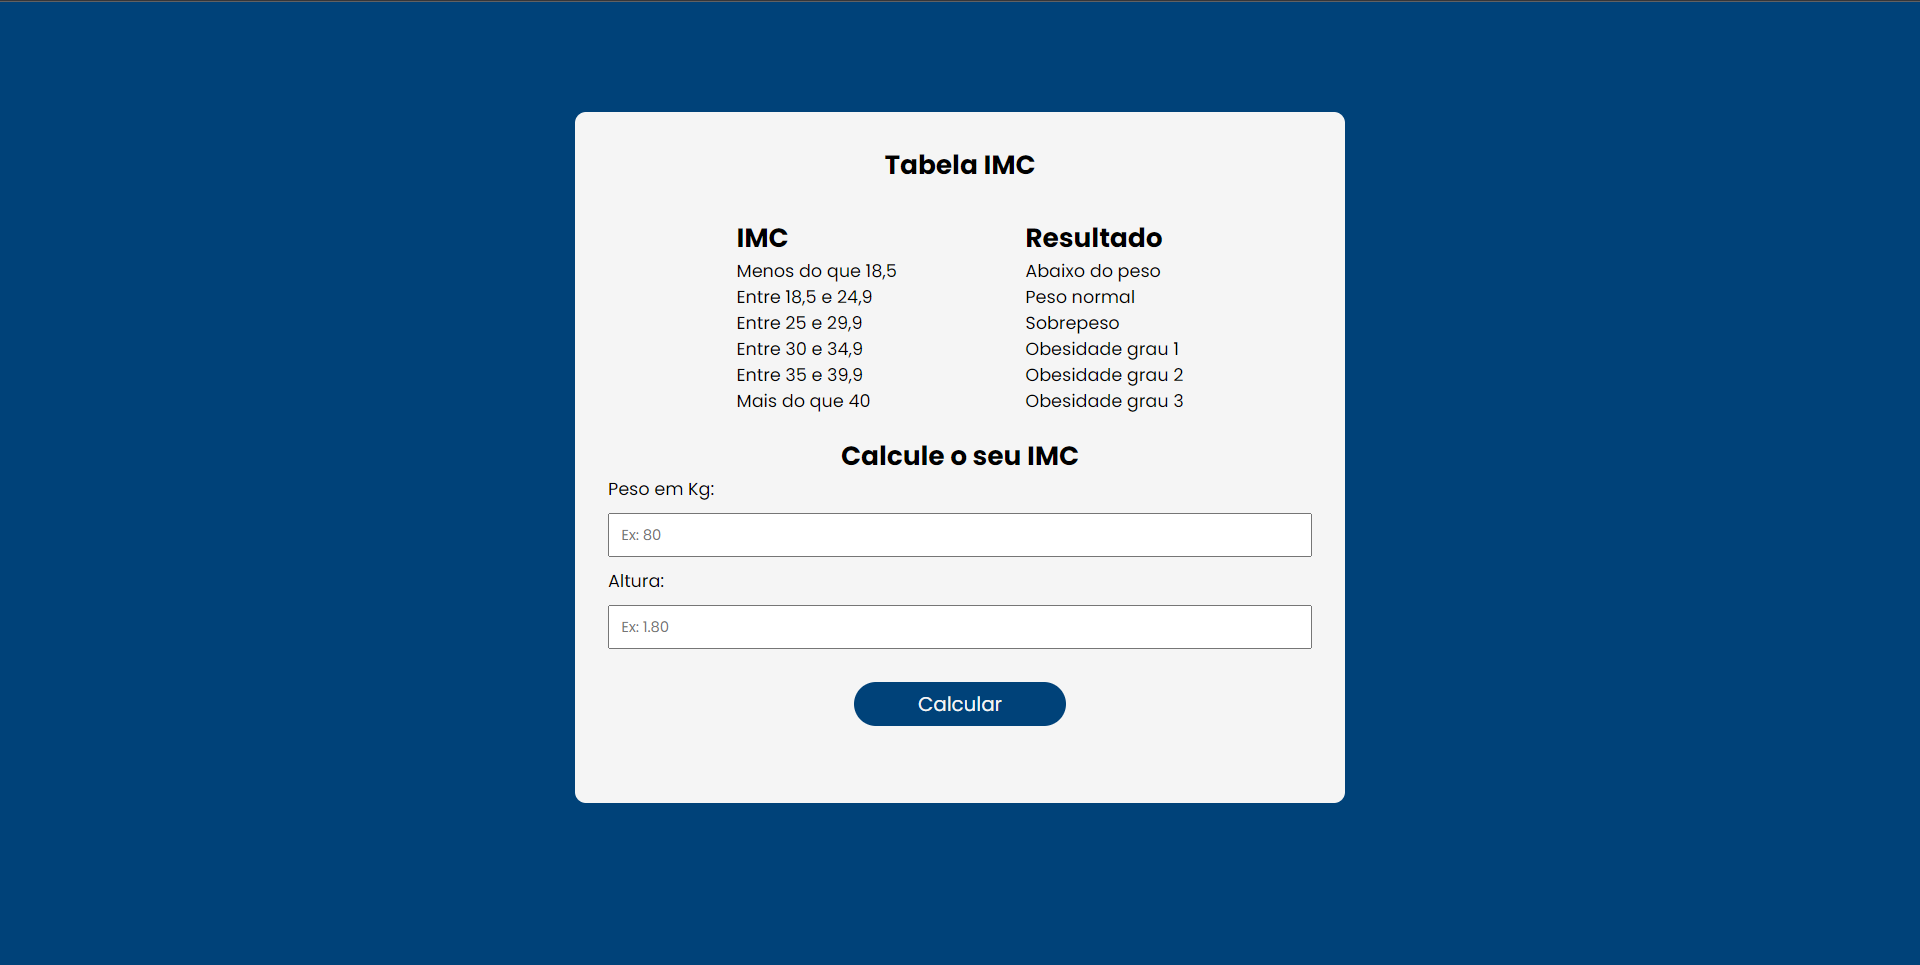 Tabela IMC
IMC Resultado
Menos do que 18,5 Abaixo do peso
Entre 18,5 e 24,9 Peso normal
Entre 25 e 29,9 Sobrepeso
Entre 30 e 34,9 Obesidade grau 1
Entre 35 e 39,9 Obesidade grau 2
Mais do que 40 Obesidade grau 3
Calcule o seu IMC
Peso em Kg:
Ex: 80
Altura:
Ex: 1.80
Calcular